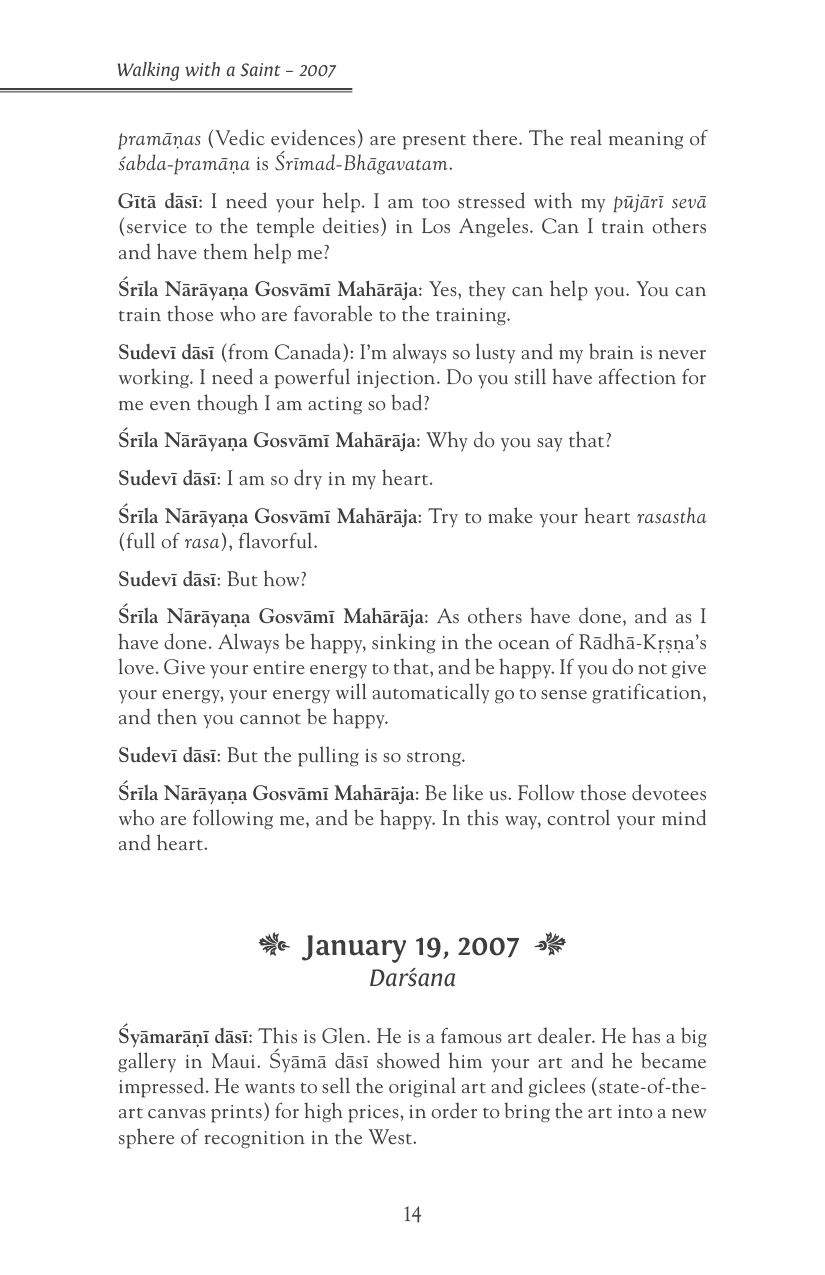 Walking with a Saint – 2007
pramāṇas (Vedic evidences) are present there. The real meaning of
śabda-pramāṇa is Śrīmad-Bhāgavatam.
Gītā dāsī: I need your help. I am too stressed with my pūjārī sevā
(service to the temple deities) in Los Angeles. Can I train others
and have them help me?
Śrīla Nārāyaṇa Gosvāmī Mahārāja: Yes, they can help you. You can
train those who are favorable to the training.
Sudevī dāsī (from Canada): I'm always so lusty and my brain is never
working. I need a powerful injection. Do you still have affection for
me even though I am acting so bad?
Śrīla Nārāyaṇa Gosvāmī Mahārāja: Why do you say that?
Sudevī dāsī: I am so dry in my heart.
Śrīla Nārāyaṇa Gosvāmī Mahārāja: Try to make your heart rasastha
(full of rasa), flavorful.
Sudevī dāsī: But how?
Śrīla Nārāyaṇa Gosvāmī Mahārāja: As others have done, and as I
have done. Always be happy, sinking in the ocean of Rādhā-Kṛṣṇa's
love. Give your entire energy to that, and be happy. If you do not give
your energy, your energy will automatically go to sense gratification,
and then you cannot be happy.
Sudevī dāsī: But the pulling is so strong.
Śrīla Nārāyaṇa Gosvāmī Mahārāja: Be like us. Follow those devotees
who are following me, and be happy. In this way, control your mind
and heart.
January 19, 2007
Darśana
Śyāmarāṇī dāsī: This is Glen. He is a famous art dealer. He has a big
gallery in Maui. Śyāmā dāsī showed him your art and he became
impressed. He wants to sell the original art and giclees (state-of-the-
art canvas prints) for high prices, in order to bring the art into a new
sphere of recognition in the West.
14